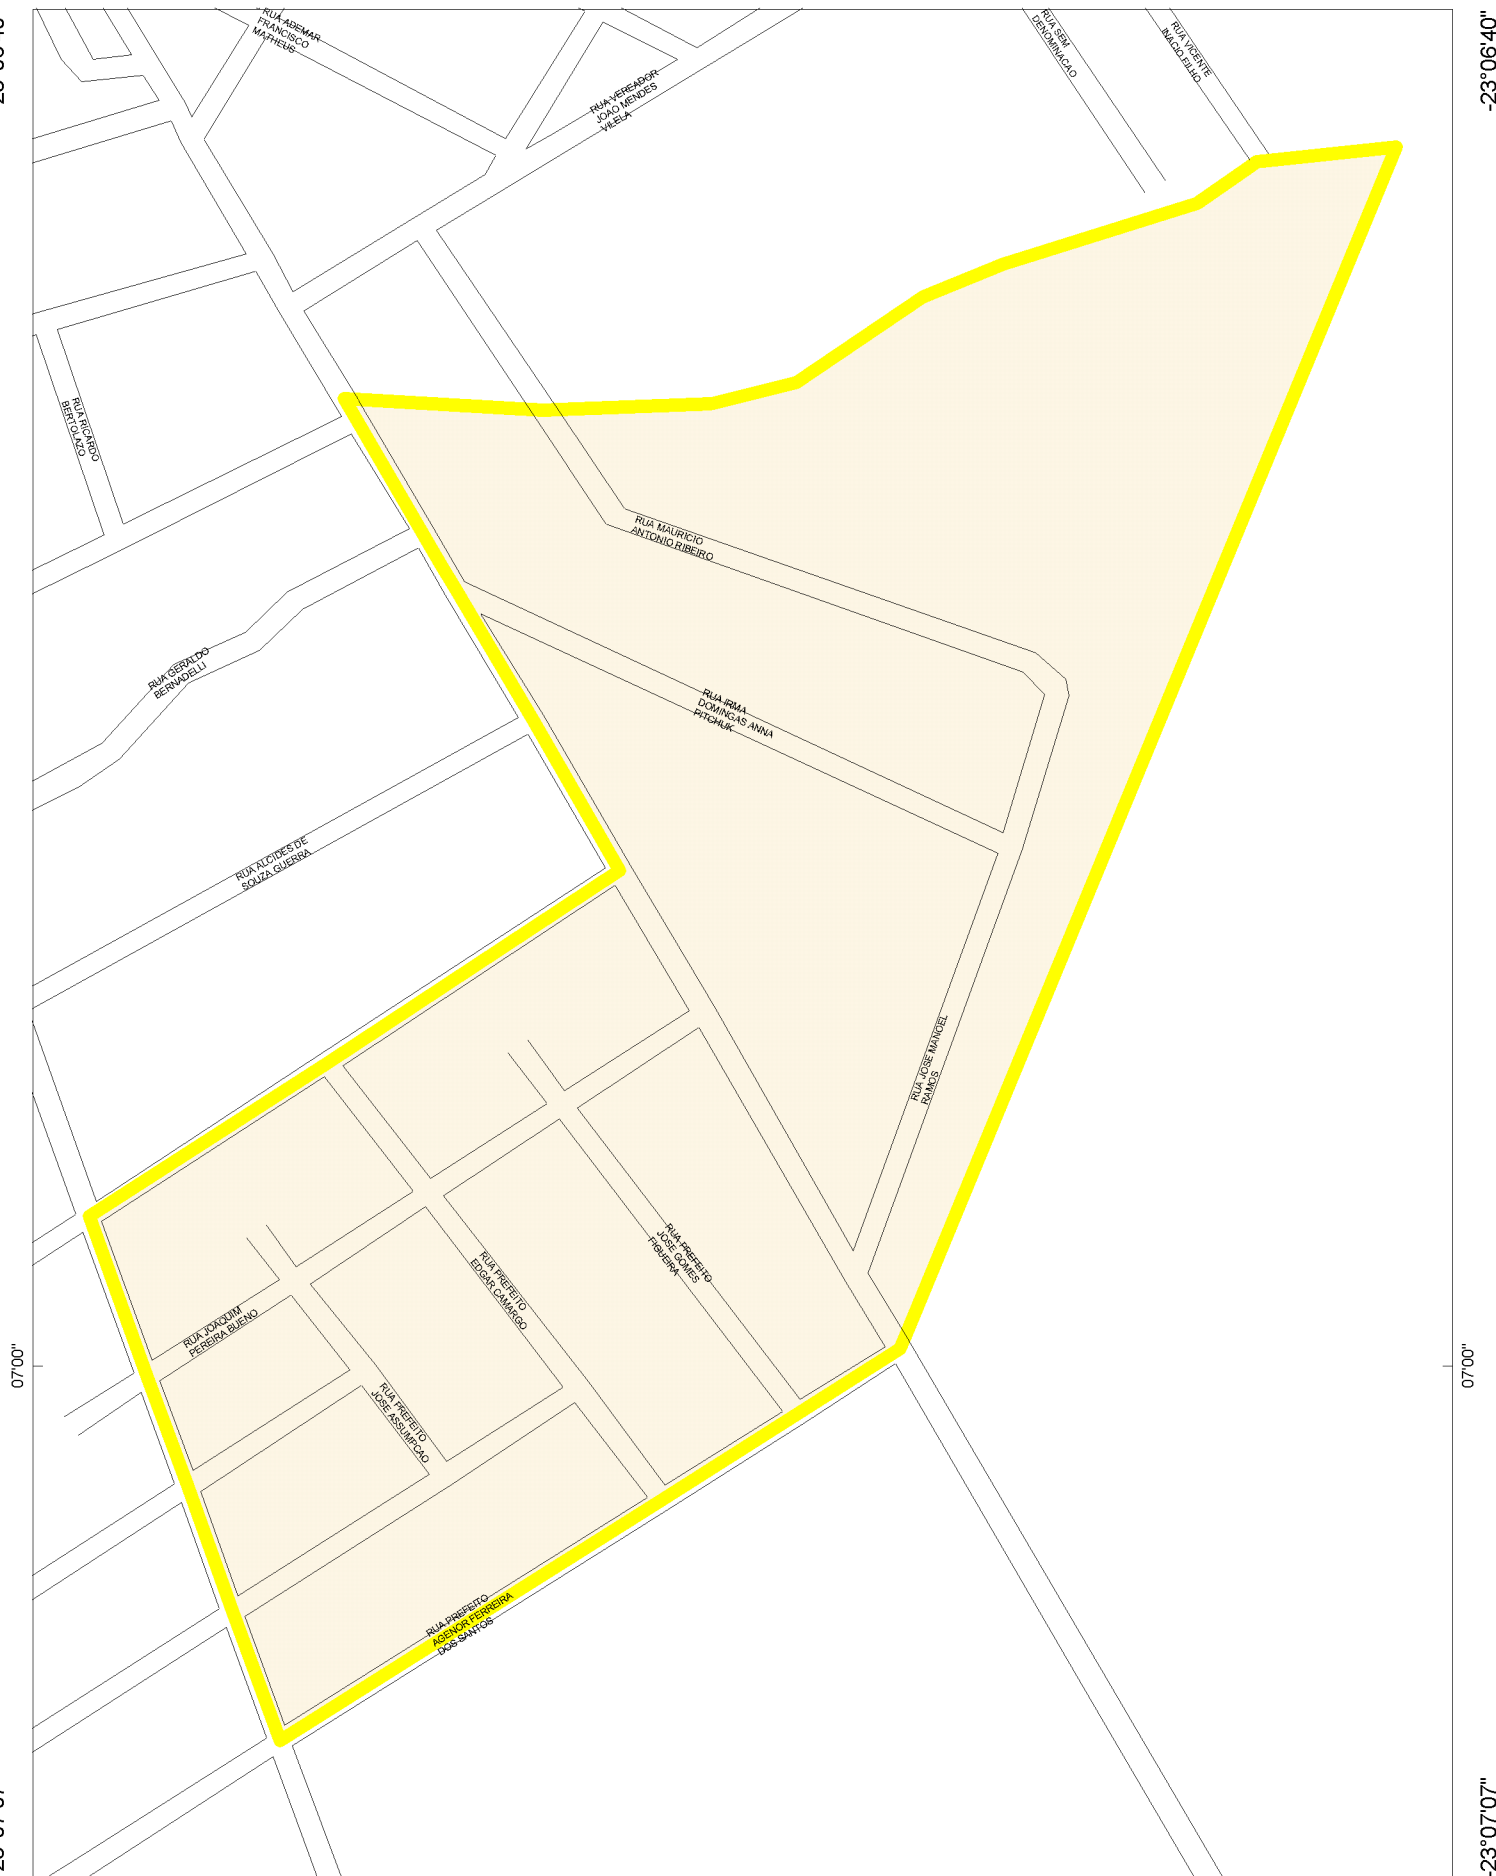 -23°06'40"
RUA ADEMAR
FRANCISCO
MATHEUS
RUA VEREADOR
JOAO MENDES
VILELA
RUA SEM
DENOMINACAO
RUA VICENTE
INACIO FILHO
RUA RICARDO
BERTOLAZO
RUA MAURICIO
ANTONIO RIBEIRO
RUA GERALDO
BERNADELLI
RUA IRMA
DOMINGAS ANNA
PITCHUK
RUA ALCIDES DE
SOUZA GUERRA
RUA JOSE MANOEL
RAMOS
RUA PREFEITO
JOSE GOMES
FIGUEIRA
RUA PREFEITO
EDGAR CAMARGO
RUA JOAQUIM
PEREIRA BUENO
07'00"
07'00"
RUA PREFEITO
JOSE ASSUMPCAO
RUA PREFEITO
AGENOR FERREIRA
DOS SANTOS
-23°07'07"